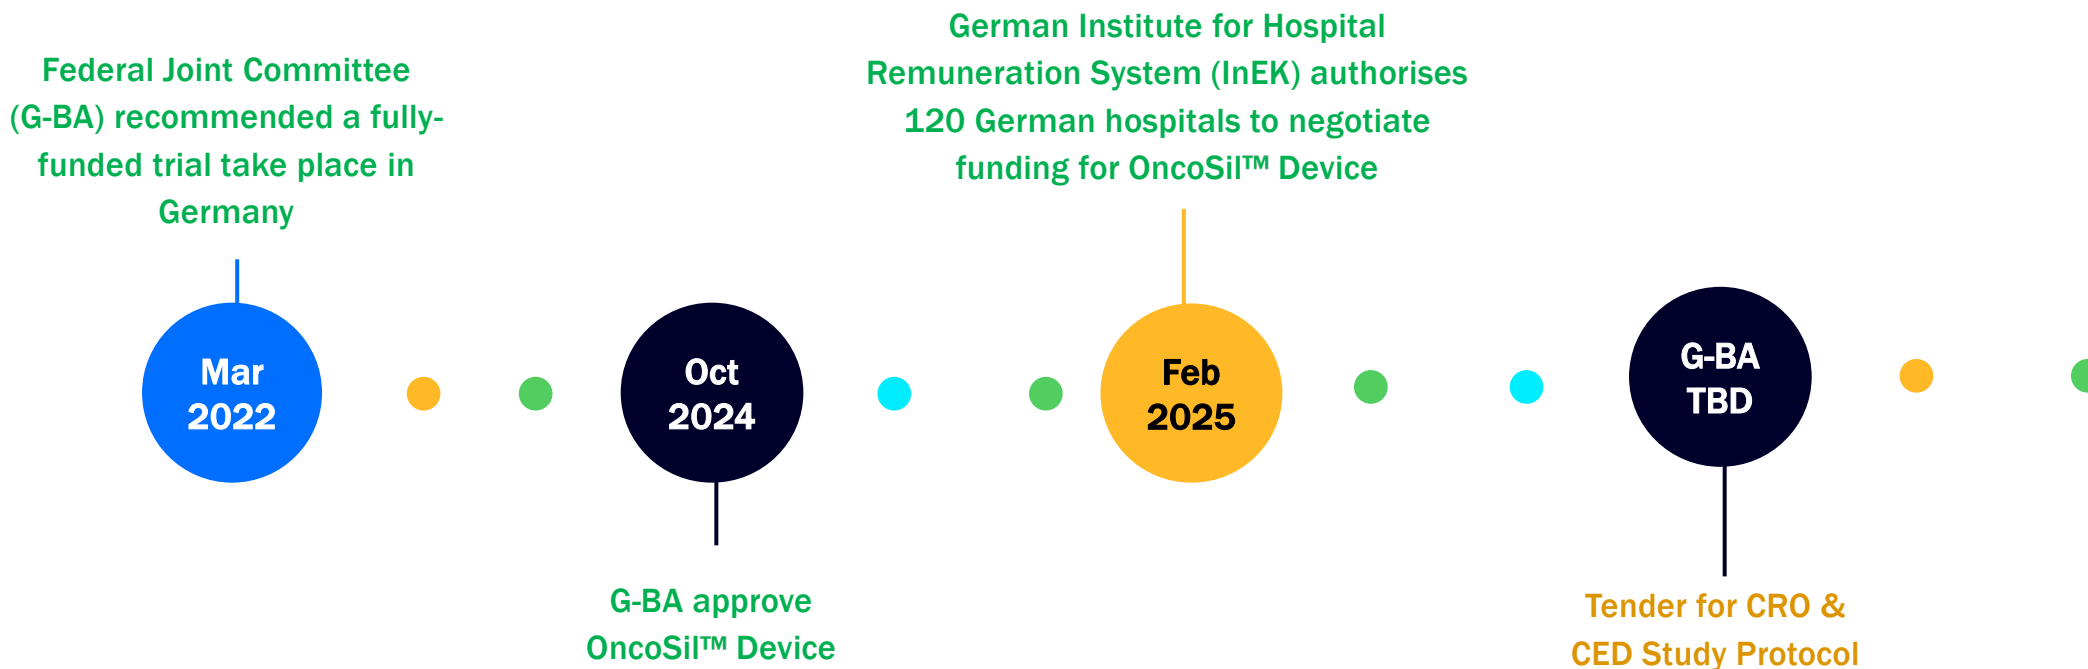 Federal Joint Committee
(G-BA) recommended a fully-
funded trial take place in
Germany
German Institute for Hospital
Remuneration System (InEK) authorises
120 German hospitals to negotiate
funding for OncoSil™ Device
Mar
2022
Oct
2024
Feb
2025
G-BA
TBD
G-BA approve
OncoSil™ Device
Tender for CRO &
CED Study Protocol